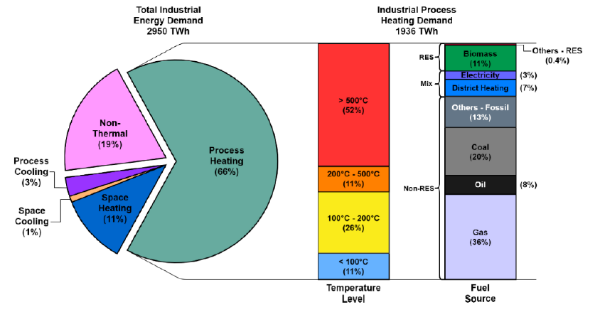 Total Industrial
Energy Demand
2950 TWh
Industrial Process
Heating Demand
1936 TWh
Non-
Thermal
(19%)
Process
Cooling
(3%)
Space
Cooling
(1%)
Space
Heating
(11%)
Process
Heating
(66%)
> 500°C
(52%)
200°C - 500°C
(11%)
100°C - 200°C
(26%)
< 100°C
(11%)
Temperature
Level
RES
Mix
Non-RES
Biomass
(11%)
Others - RES
(0.4%)
Electricity
(3%)
District Heating
(7%)
Others - Fossil
(13%)
Coal
(20%)
Oil
(8%)
Gas
(36%)
Fuel
Source